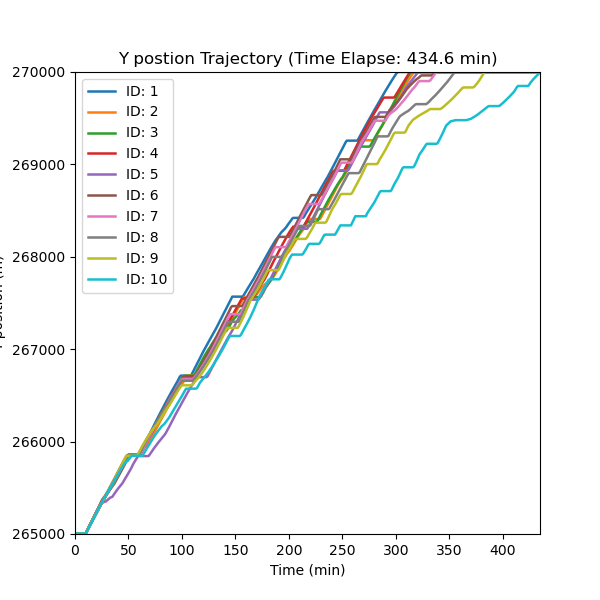 Y postion Trajectory (Time Elapse: 434.6 min)
270000
269000
268000
267000
266000
265000
ID: 1
ID: 2
ID: 3
ID: 4
ID: 5
ID: 6
ID: 7
ID: 8
ID: 9
ID: 10
0 50 100 150 200 250 300 350 400
Time (min)